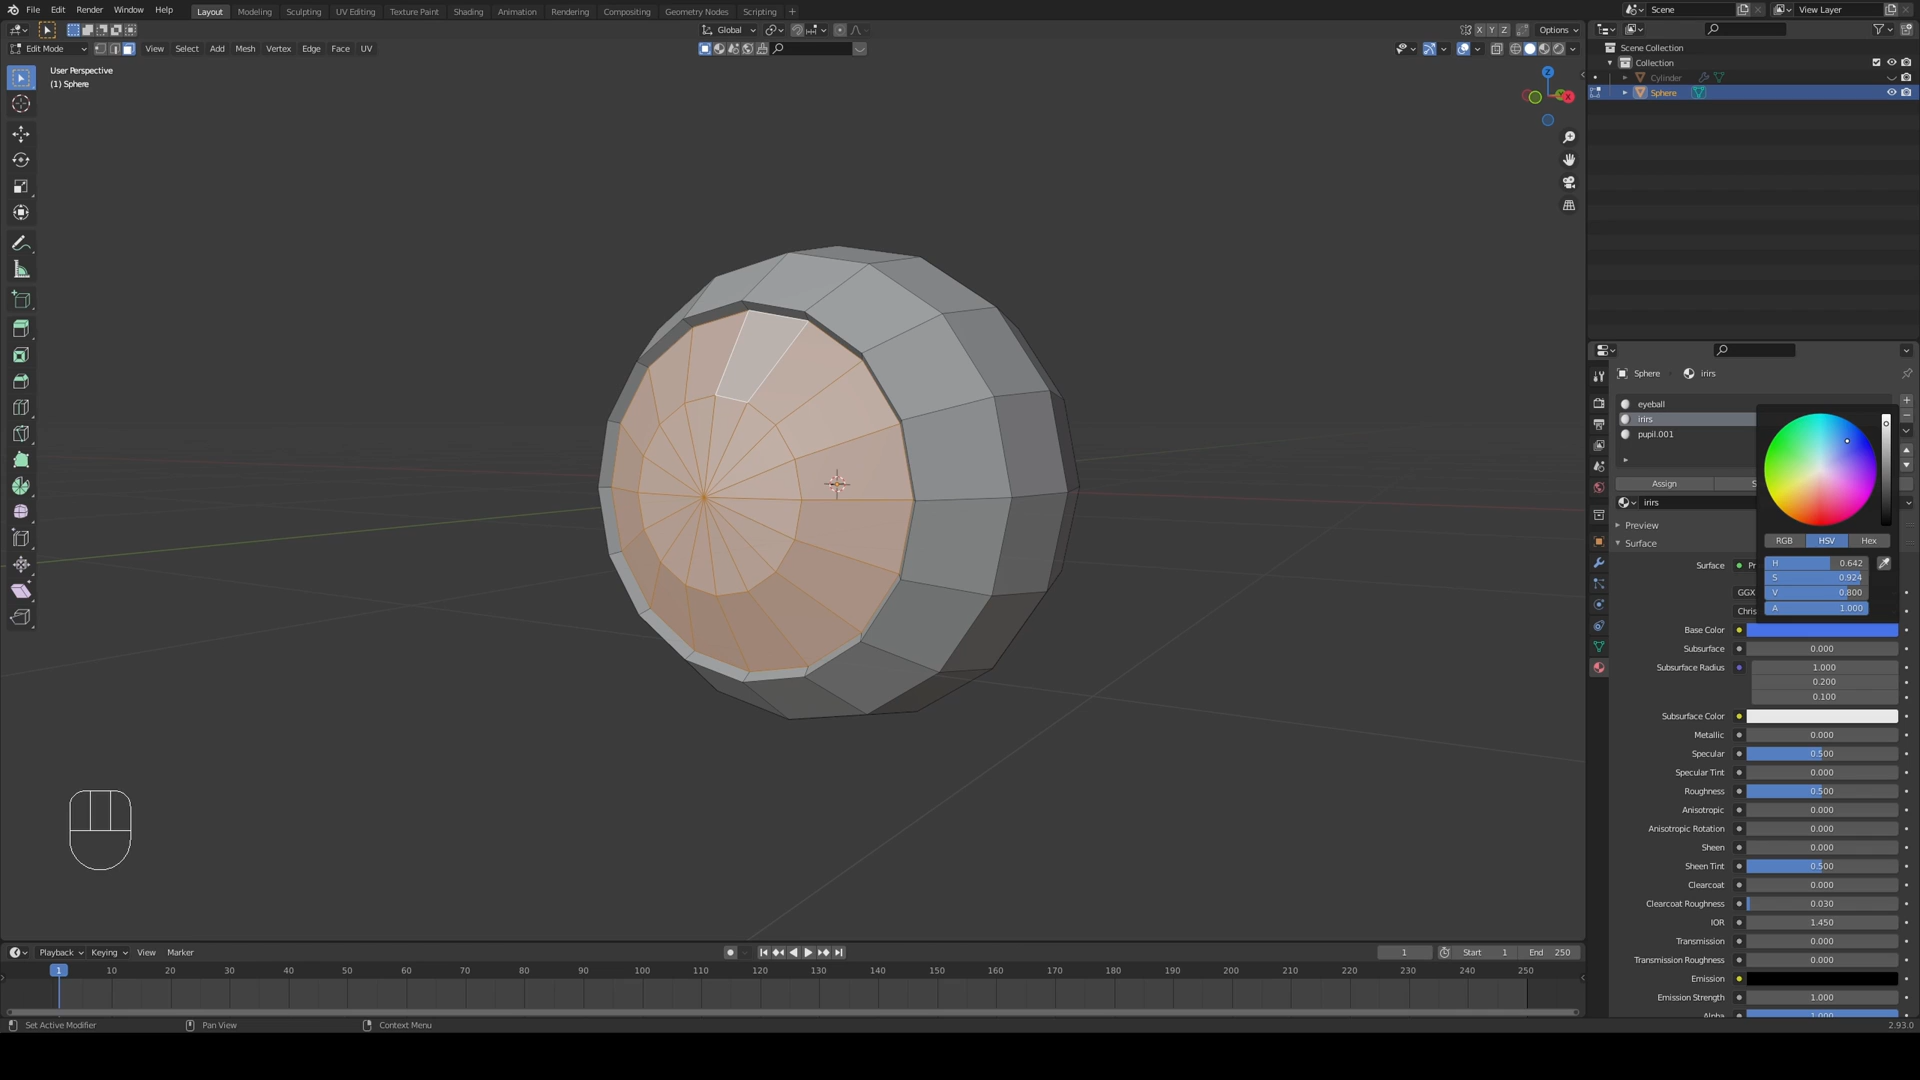 File Edit Render Window Help Layout Modeling Sculpting UV Editing Texture Paint Shading Animation Rendering Compositing Geometry Nodes Scripting + Scene View Layer
Global X Y Z Options
Edit Mode View Select Add Mesh Vertex Edge Face UV
User Perspective
(1) Sphere
Z
X
Scene Collection
Collection
Cylinder
Sphere
Sphere irirs
eyeball
irirs
pupil.001
Assign S
irirs
Preview
Surface
RGB HSV Hex
H 0.642
S 0.924
V 0.800
A 1.000
Surface Pr
GGX
Chris
Base Color
Subsurface 0.000
Subsurface Radius 1.000
0.200
0.100
Subsurface Color
Metallic 0.000
Specular 0.500
Specular Tint 0.000
Roughness 0.500
Anisotropic 0.000
Anisotropic Rotation 0.000
Sheen 0.000
Sheen Tint 0.500
Clearcoat 0.000
Clearcoat Roughness 0.030
IOR 1.450
Transmission 0.000
Transmission Roughness 0.000
Emission
Emission Strength 1.000
Alpha 1.000
Playback Keying View Marker 1 Start 1 End 250
1 10 20 30 40 50 60 70 80 90 100 110 120 130 140 150 160 170 180 190 200 210 220 230 240 250
Set Active Modifier Pan View Context Menu 2.93.0